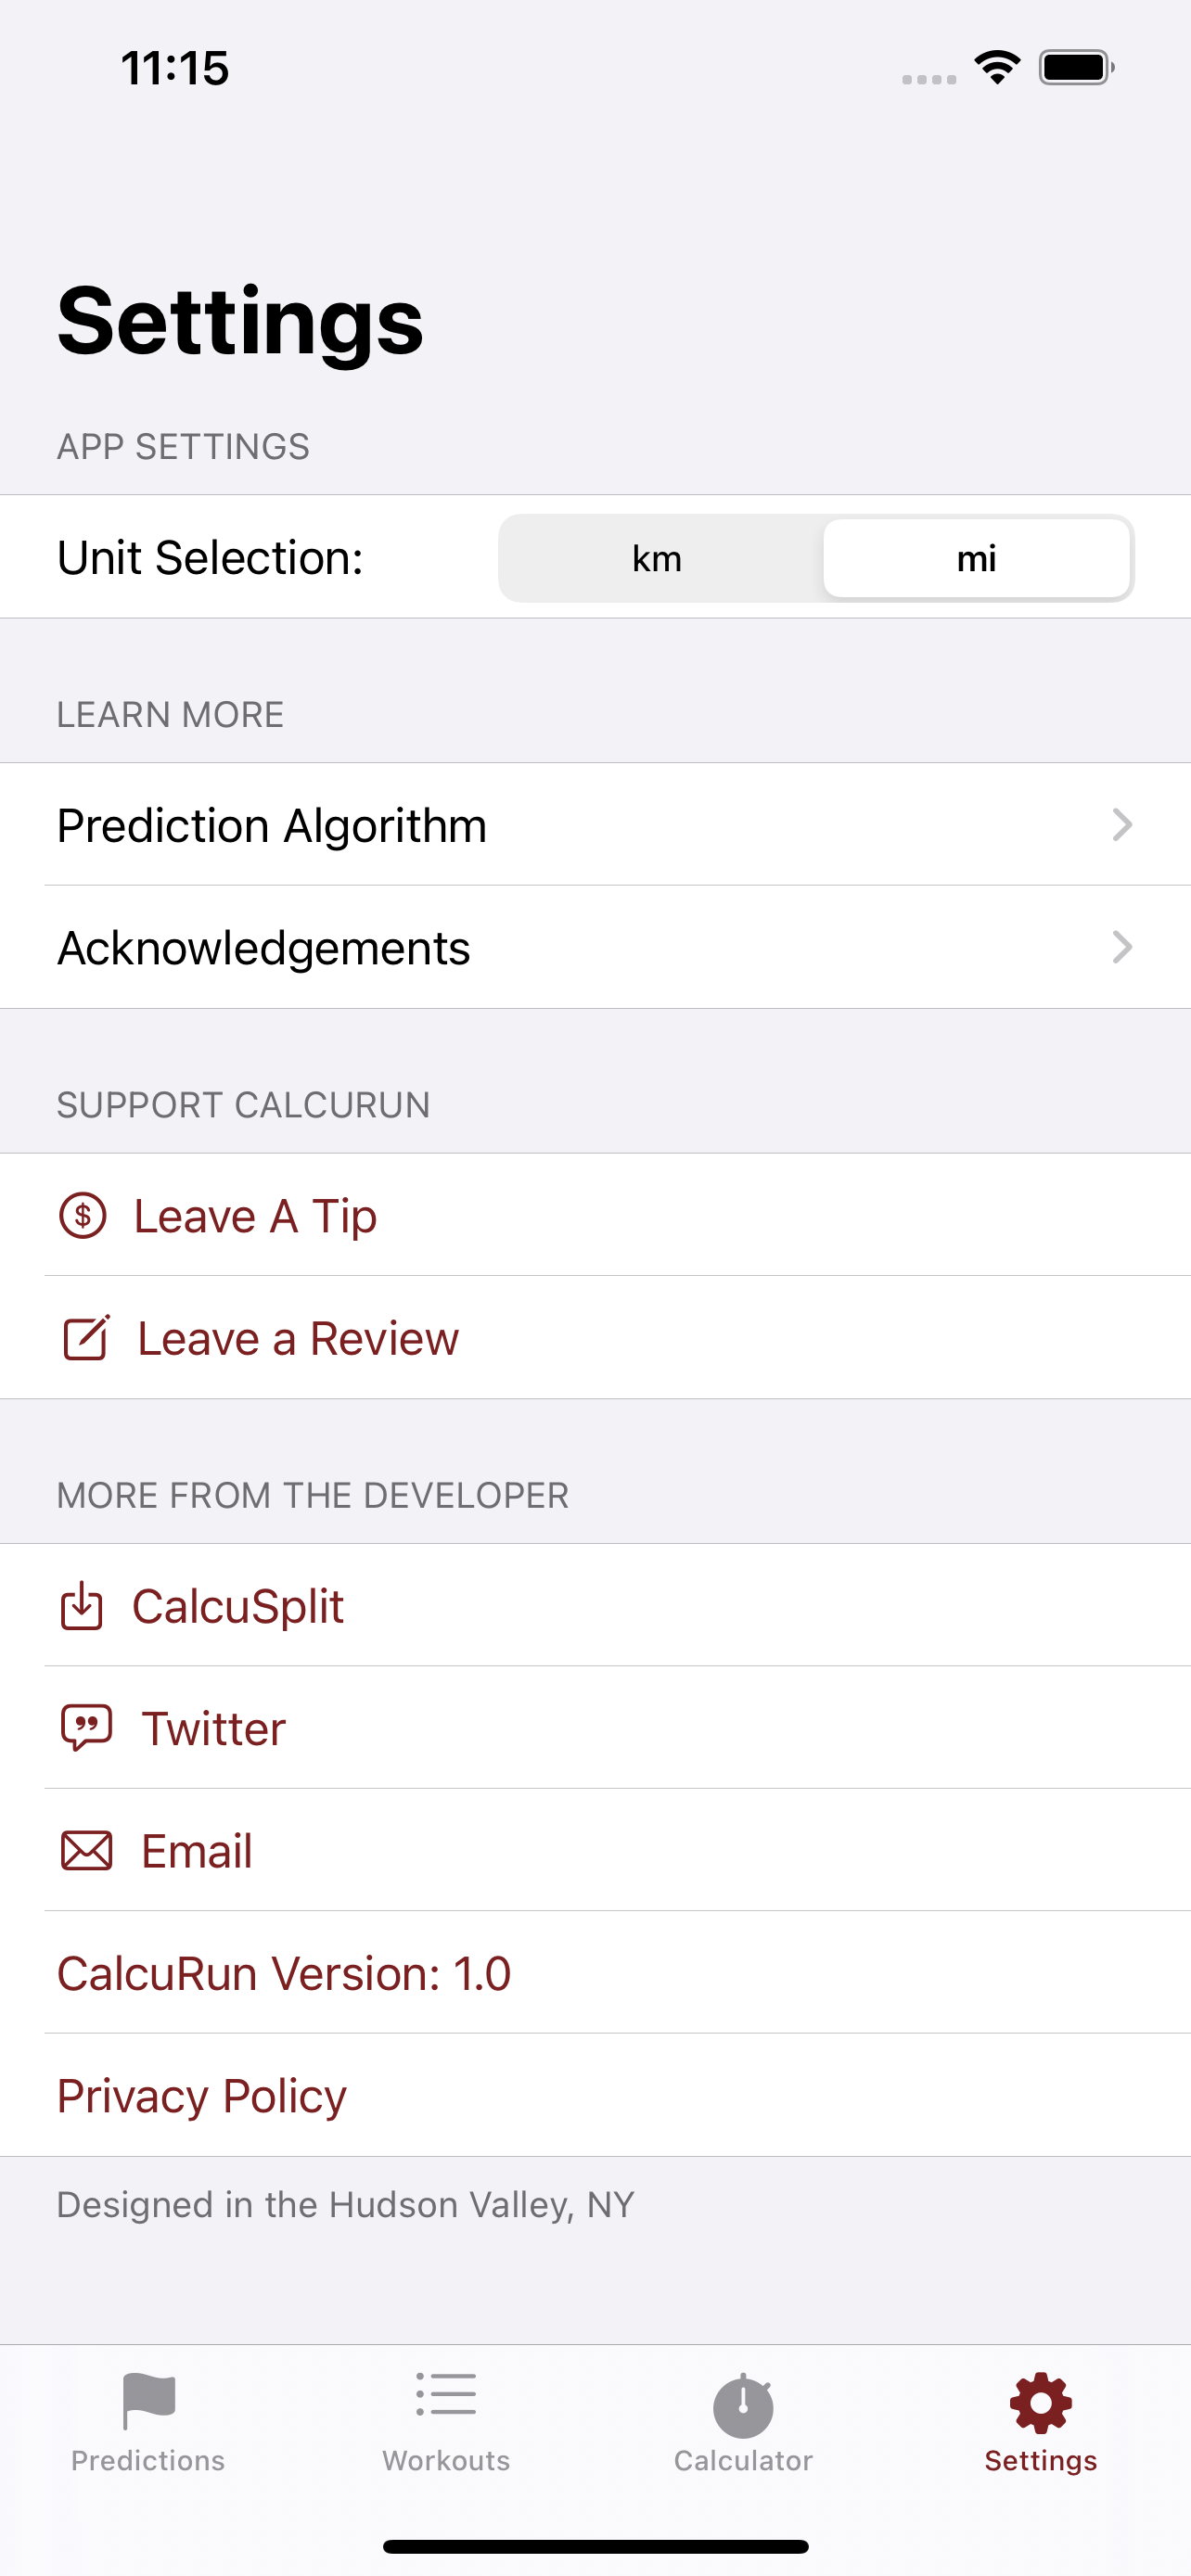 11:15
Settings
APP SETTINGS
Unit Selection: km mi
LEARN MORE
Prediction Algorithm
Acknowledgements
SUPPORT CALCURUN
$ Leave A Tip
Leave a Review
MORE FROM THE DEVELOPER
CalcuSplit
Twitter
Email
CalcuRun Version: 1.0
Privacy Policy
Designed in the Hudson Valley, NY
Predictions Workouts Calculator Settings